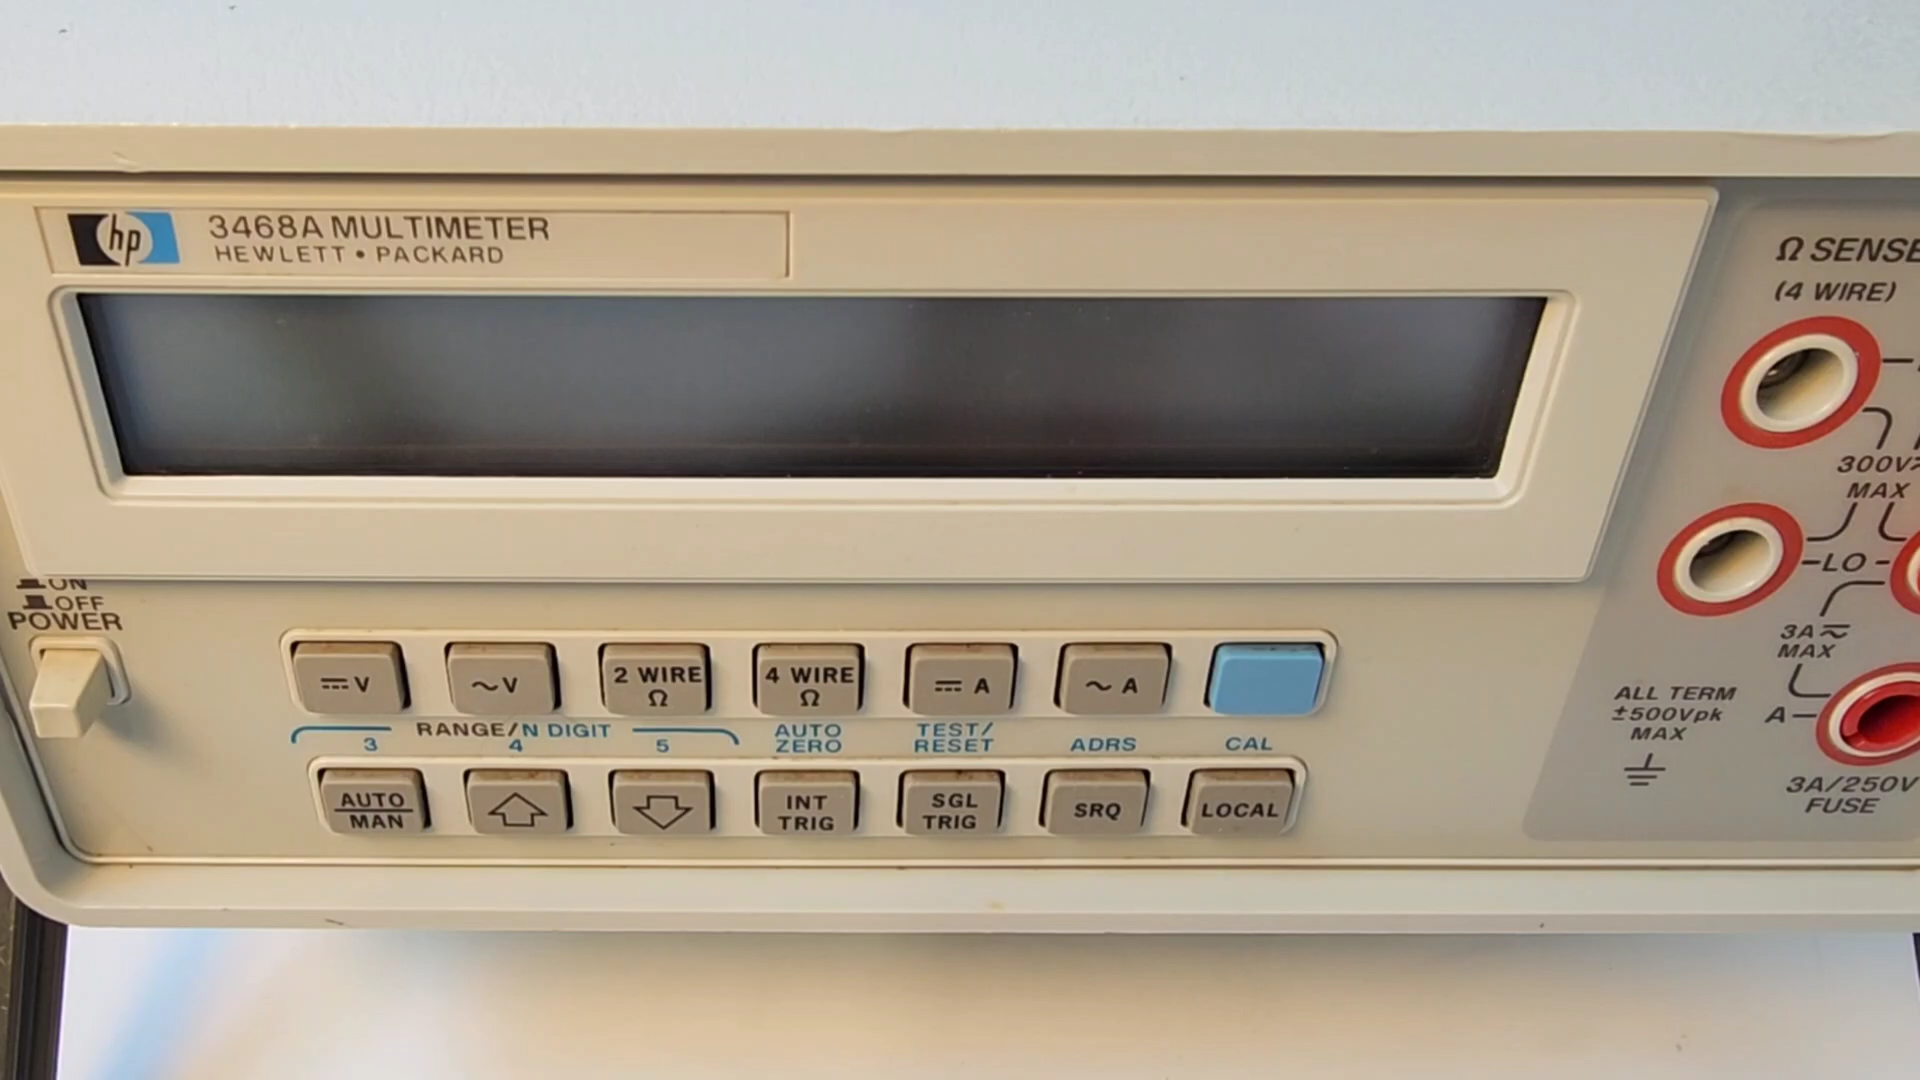 hp
3468A MULTIMETER
HEWLETT • PACKARD
Ω SENSE
(4 WIRE)
300V
MAX
LO
3A
MAX
ALL TERM
±500Vpk
MAX
A
3A/250V
FUSE
ON
OFF
POWER
⎓ V
~ V
2 WIRE
Ω
4 WIRE
Ω
⎓ A
~ A
RANGE/N DIGIT
3 4 5
AUTO
ZERO
TEST/
RESET
ADRS
CAL
AUTO
MAN
INT
TRIG
SGL
TRIG
SRQ
LOCAL